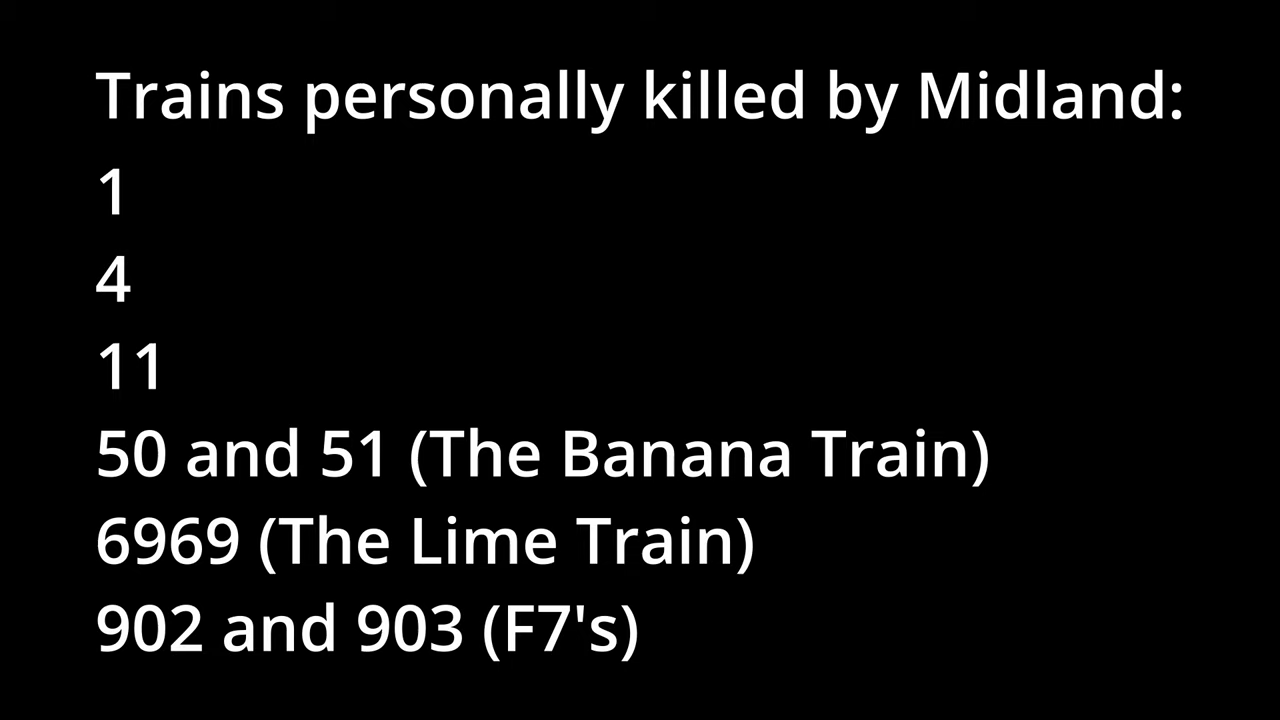 Trains personally killed by Midland:
1
4
11
50 and 51 (The Banana Train)
6969 (The Lime Train)
902 and 903 (F7's)